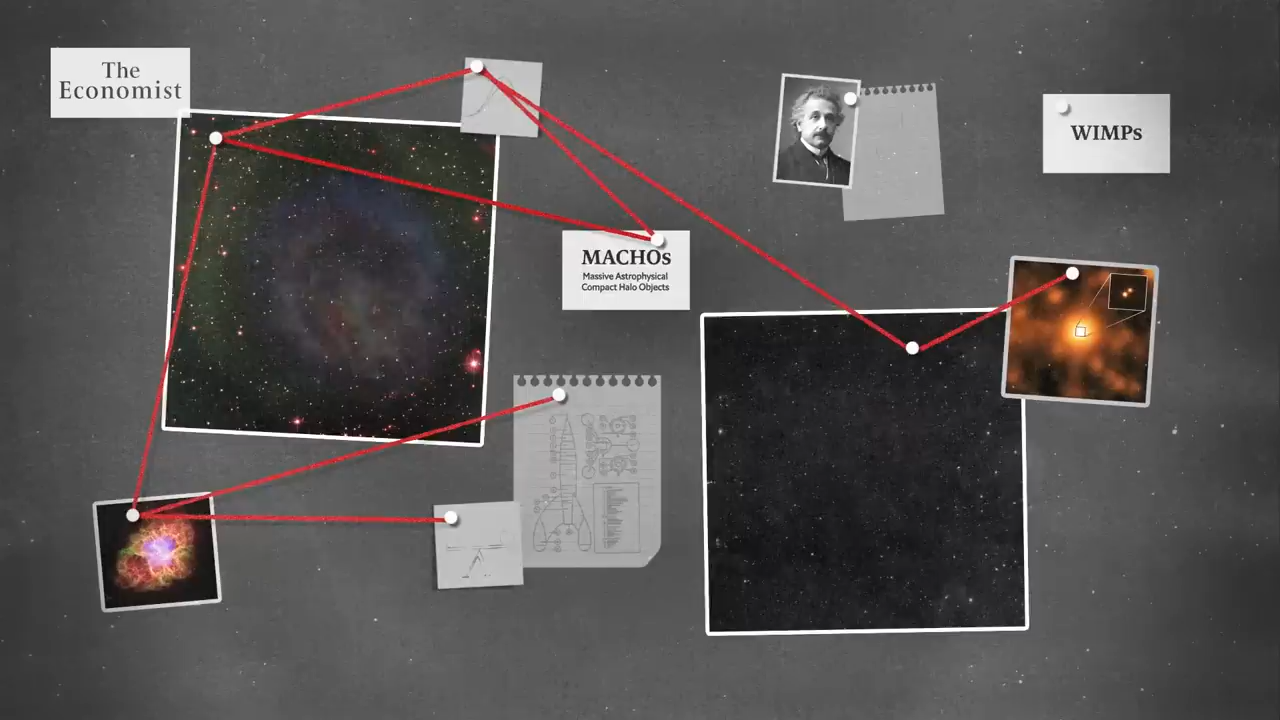 The
Economist
MACHOs
Massive Astrophysical
Compact Halo Objects
WIMPs